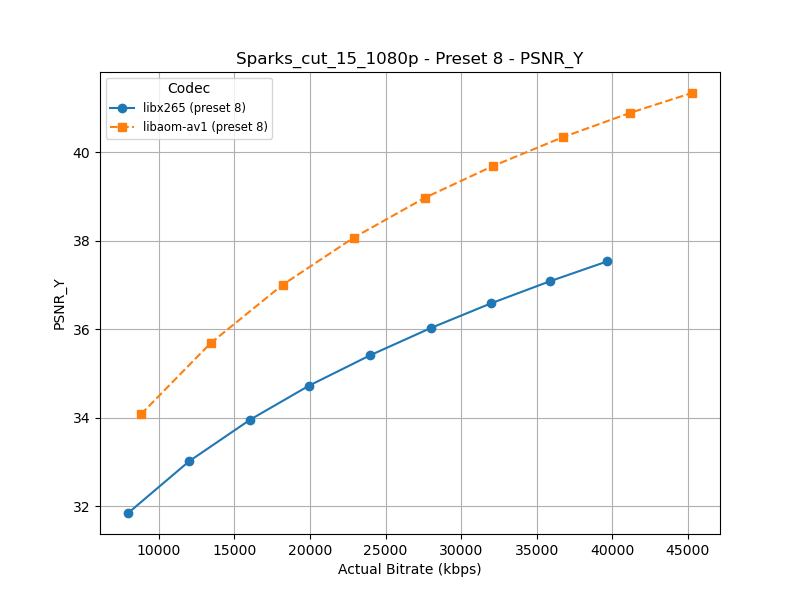 Sparks_cut_15_1080p - Preset 8 - PSNR_Y
Codec
libx265 (preset 8)
libaom-av1 (preset 8)
PSNR_Y
40
38
36
34
32
10000 15000 20000 25000 30000 35000 40000 45000
Actual Bitrate (kbps)